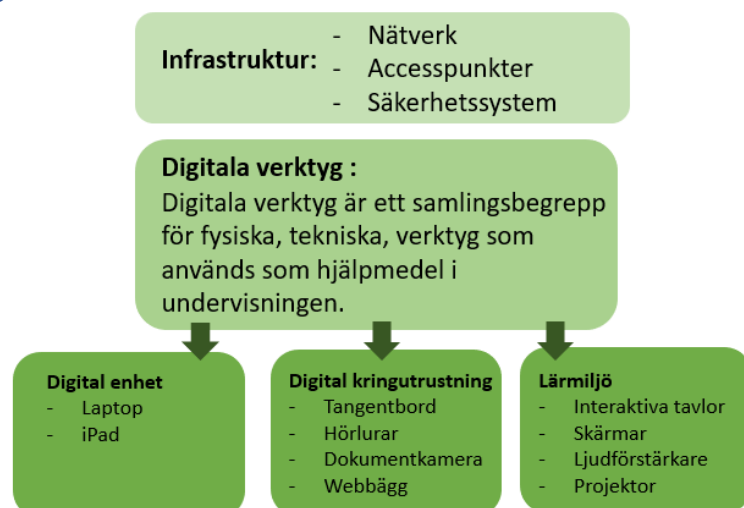 Infrastruktur:
- Nätverk
- Accesspunkter
- Säkerhetssystem
Digitala verktyg :
Digitala verktyg är ett samlingsbegrepp
för fysiska, tekniska, verktyg som
används som hjälpmedel i
undervisningen.
Digital enhet
- Laptop
- iPad
Digital kringutrustning
- Tangentbord
- Hörlurar
- Dokumentkamera
- Webbägg
Lärmiljö
- Interaktiva tavlor
- Skärmar
- Ljudförstärkare
- Projektor